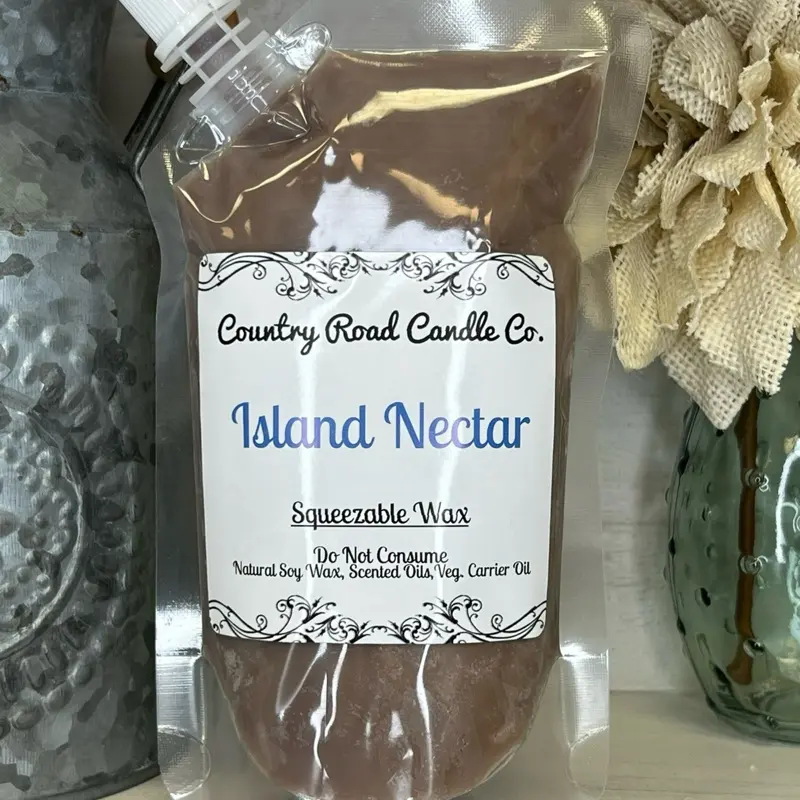 Country Road Candle Co.
Island Nectar
Squeezable Wax
Do Not Consume
Natural Soy Wax, Scented Oils, Veg. Carrier Oil